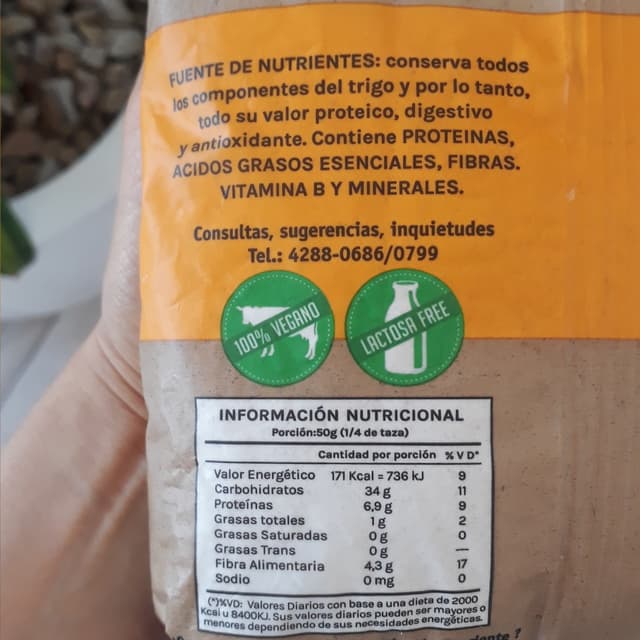 FUENTE DE NUTRIENTES: conserva todos
los componentes del trigo y por lo tanto,
todo su valor proteico, digestivo
y antioxidante. Contiene PROTEINAS,
ACIDOS GRASOS ESENCIALES, FIBRAS.
VITAMINA B Y MINERALES.
Consultas, sugerencias, inquietudes
Tel.: 4288-0686/0799
100% VEGANO
LACTOSA FREE
INFORMACIÓN NUTRICIONAL
Porción:50g (1/4 de taza)
Cantidad por porción % V D*
Valor Energético 171 Kcal = 736 kJ 9
Carbohidratos 34 g 11
Proteínas 6,9 g 9
Grasas totales 1 g 2
Grasas Saturadas 0 g 0
Grasas Trans 0 g —
Fibra Alimentaria 4,3 g 17
Sodio 0 mg 0
(*)%VD: Valores Diarios con base a una dieta de 2000
Kcal u 8400KJ. Sus valores diarios pueden ser mayores o
menores dependiendo de sus necesidades energéticas.